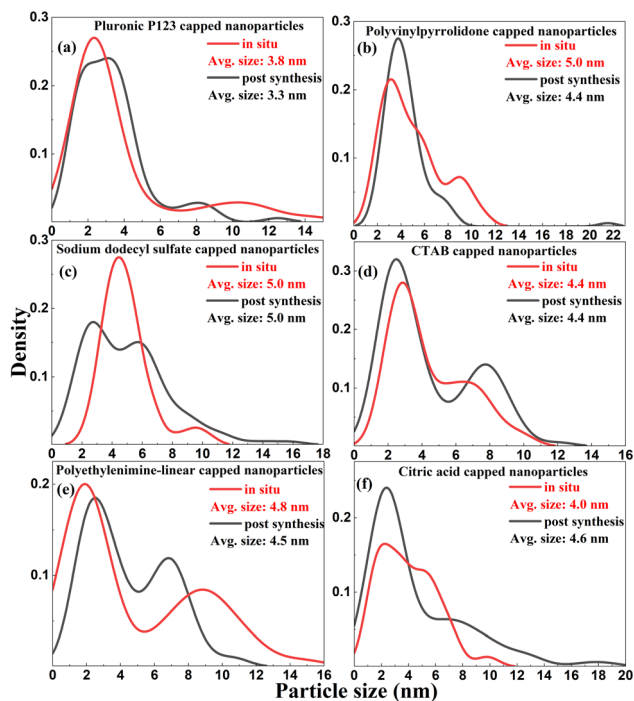 Pluronic P123 capped nanoparticles
(a)
in situ
Avg. size: 3.8 nm
post synthesis
Avg. size: 3.3 nm
0.3
0.2
0.1
0 2 4 6 8 10 12 14
Polyvinylpyrrolidone capped nanoparticles
(b)
in situ
Avg. size: 5.0 nm
post synthesis
Avg. size: 4.4 nm
0.3
0.2
0.1
0 2 4 6 8 10 12 14 16 18 20 22
Sodium dodecyl sulfate capped nanoparticles
(c)
in situ
Avg. size: 5.0 nm
post synthesis
Avg. size: 5.0 nm
0.3
0.2
0.1
0 2 4 6 8 10 12 14 16 18
CTAB capped nanoparticles
(d)
in situ
Avg. size: 4.4 nm
post synthesis
Avg. size: 4.4 nm
0.3
0.2
0.1
0 2 4 6 8 10 12 14 16
Polyethylenimine-linear capped nanoparticles
(e)
in situ
Avg. size: 4.8 nm
post synthesis
Avg. size: 4.5 nm
0.2
0.1
0 2 4 6 8 10 12 14 16
Citric acid capped nanoparticles
(f)
in situ
Avg. size: 4.0 nm
post synthesis
Avg. size: 4.6 nm
0.2
0.1
0 2 4 6 8 10 12 14 16 18 20
Density
Particle size (nm)